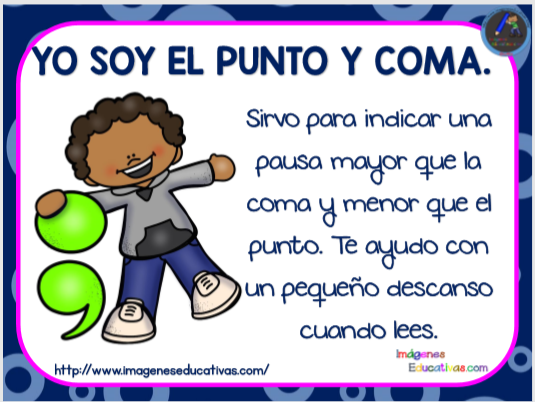 YO SOY EL PUNTO Y COMA.
Sirvo para indicar una
pausa mayor que la
coma y menor que el
punto. Te ayudo con
un pequeño descanso
cuando lees.
Imágenes
Educativas.com
http://www.imageneseducativas.com/